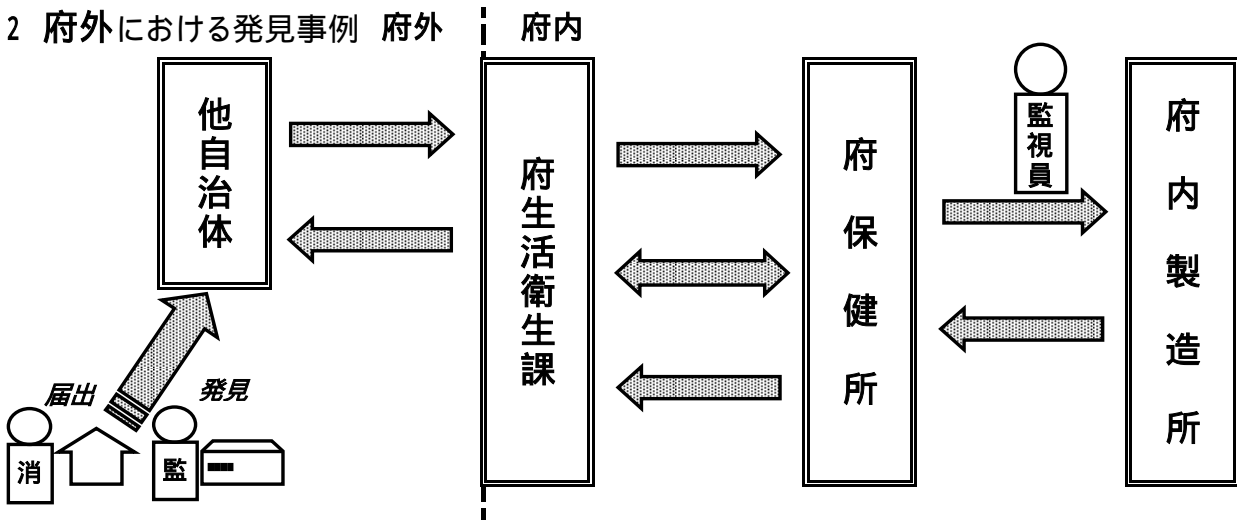 2 府外における発見事例 府外 府内
他自治体
府生活衛生課
府保健所
監視員
府内製造所
届出
発見
消
監